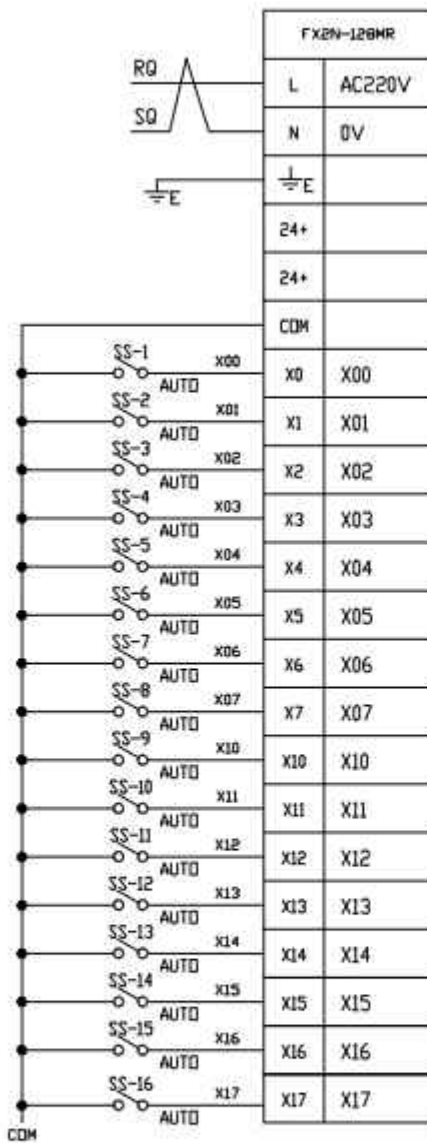 FX2N-128MR
RQ
L AC220V
SQ
N 0V
E
E
24+
24+
COM
SS-1 AUTO X00 X0 X00
SS-2 AUTO X01 X1 X01
SS-3 AUTO X02 X2 X02
SS-4 AUTO X03 X3 X03
SS-5 AUTO X04 X4 X04
SS-6 AUTO X05 X5 X05
SS-7 AUTO X06 X6 X06
SS-8 AUTO X07 X7 X07
SS-9 AUTO X10 X10 X10
SS-10 AUTO X11 X11 X11
SS-11 AUTO X12 X12 X12
SS-12 AUTO X13 X13 X13
SS-13 AUTO X14 X14 X14
SS-14 AUTO X15 X15 X15
SS-15 AUTO X16 X16 X16
SS-16 AUTO X17 X17 X17
COM